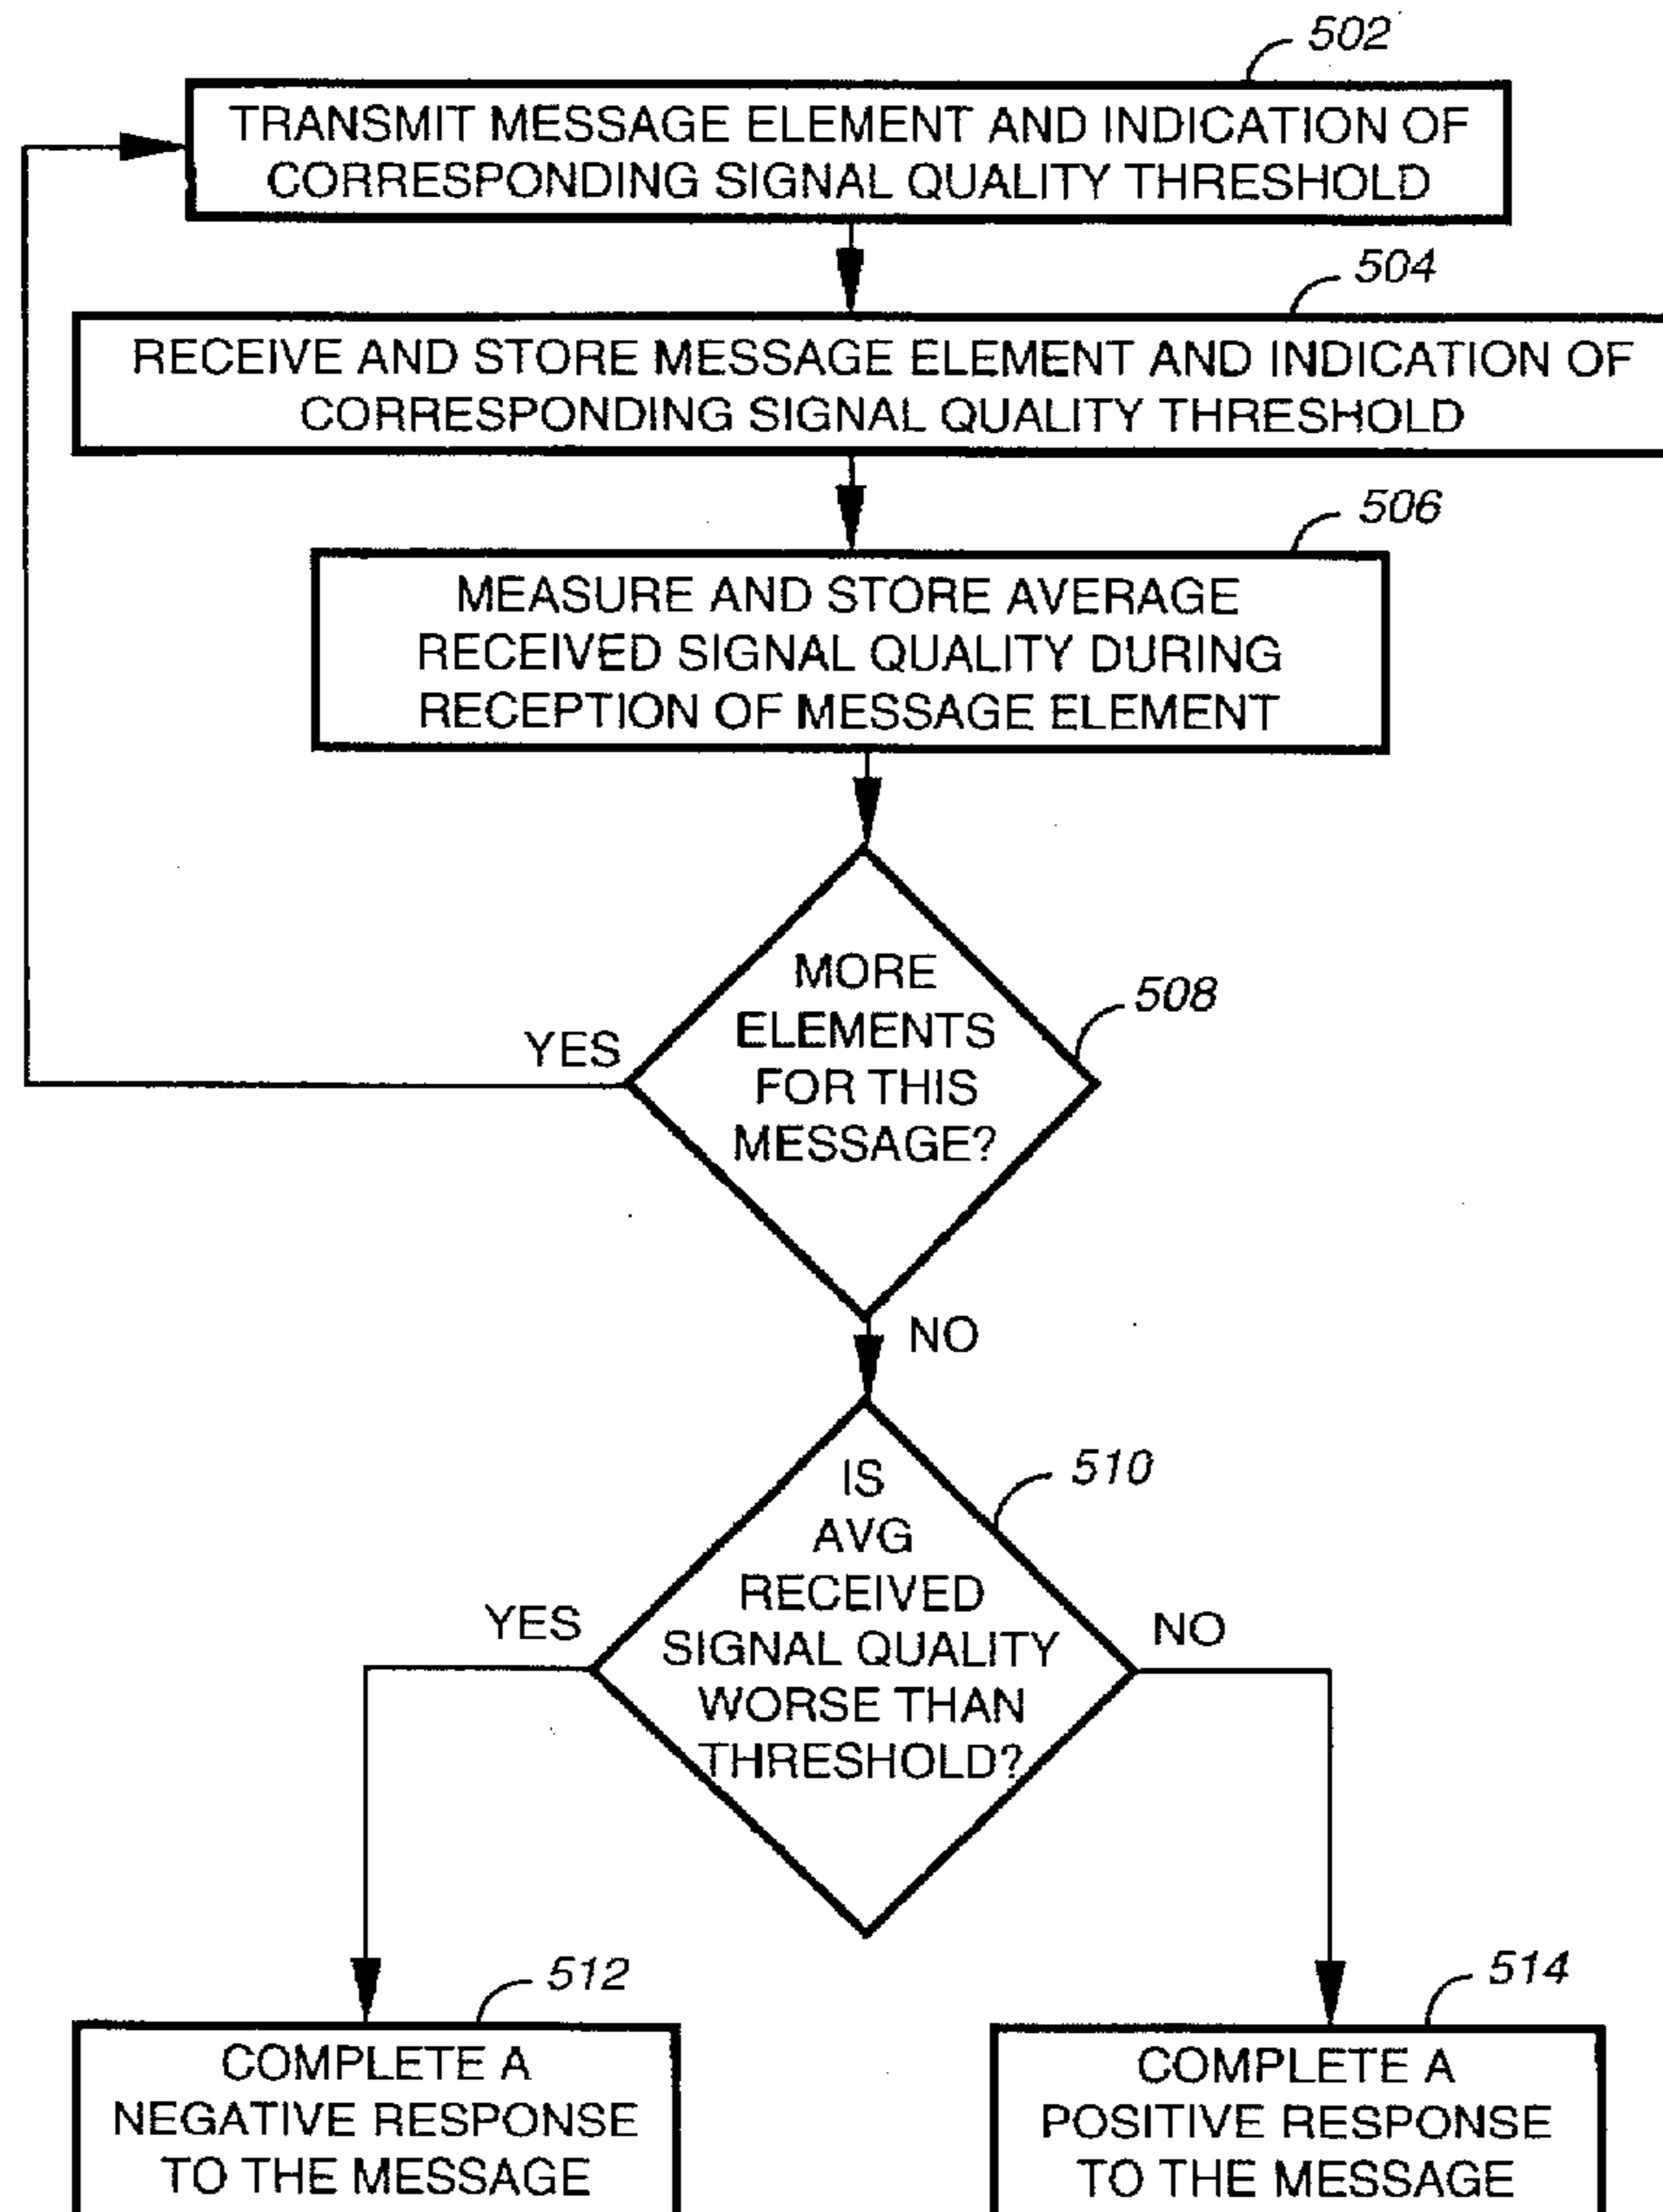 502
TRANSMIT MESSAGE ELEMENT AND INDICATION OF
CORRESPONDING SIGNAL QUALITY THRESHOLD
504
RECEIVE AND STORE MESSAGE ELEMENT AND INDICATION OF
CORRESPONDING SIGNAL QUALITY THRESHOLD
506
MEASURE AND STORE AVERAGE
RECEIVED SIGNAL QUALITY DURING
RECEPTION OF MESSAGE ELEMENT
508
MORE
ELEMENTS
FOR THIS
MESSAGE?
YES
NO
510
IS
AVG
RECEIVED
SIGNAL QUALITY
WORSE THAN
THRESHOLD?
YES
NO
512
COMPLETE A
NEGATIVE RESPONSE
TO THE MESSAGE
514
COMPLETE A
POSITIVE RESPONSE
TO THE MESSAGE